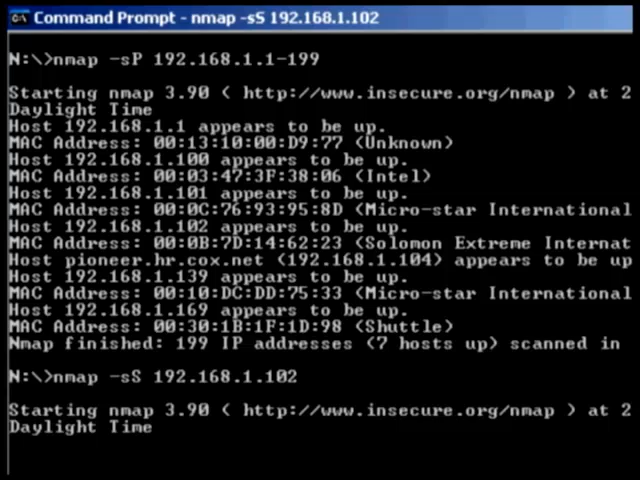 Command Prompt - nmap -sS 192.168.1.102
N:\>nmap -sP 192.168.1.1-199
Starting nmap 3.90 ( http://www.insecure.org/nmap ) at 2
Daylight Time
Host 192.168.1.1 appears to be up.
MAC Address: 00:13:10:00:D9:77 (Unknown)
Host 192.168.1.100 appears to be up.
MAC Address: 00:03:47:3F:38:06 (Intel)
Host 192.168.1.101 appears to be up.
MAC Address: 00:0C:76:93:95:8D (Micro-star International
Host 192.168.1.102 appears to be up.
MAC Address: 00:0B:7D:14:62:23 (Solomon Extreme Internat
Host pioneer.hr.cox.net (192.168.1.104) appears to be up
Host 192.168.1.139 appears to be up.
MAC Address: 00:10:DC:DD:75:33 (Micro-star International
Host 192.168.1.169 appears to be up.
MAC Address: 00:30:1B:1F:1D:98 (Shuttle)
Nmap finished: 199 IP addresses (7 hosts up) scanned in
N:\>nmap -sS 192.168.1.102
Starting nmap 3.90 ( http://www.insecure.org/nmap ) at 2
Daylight Time